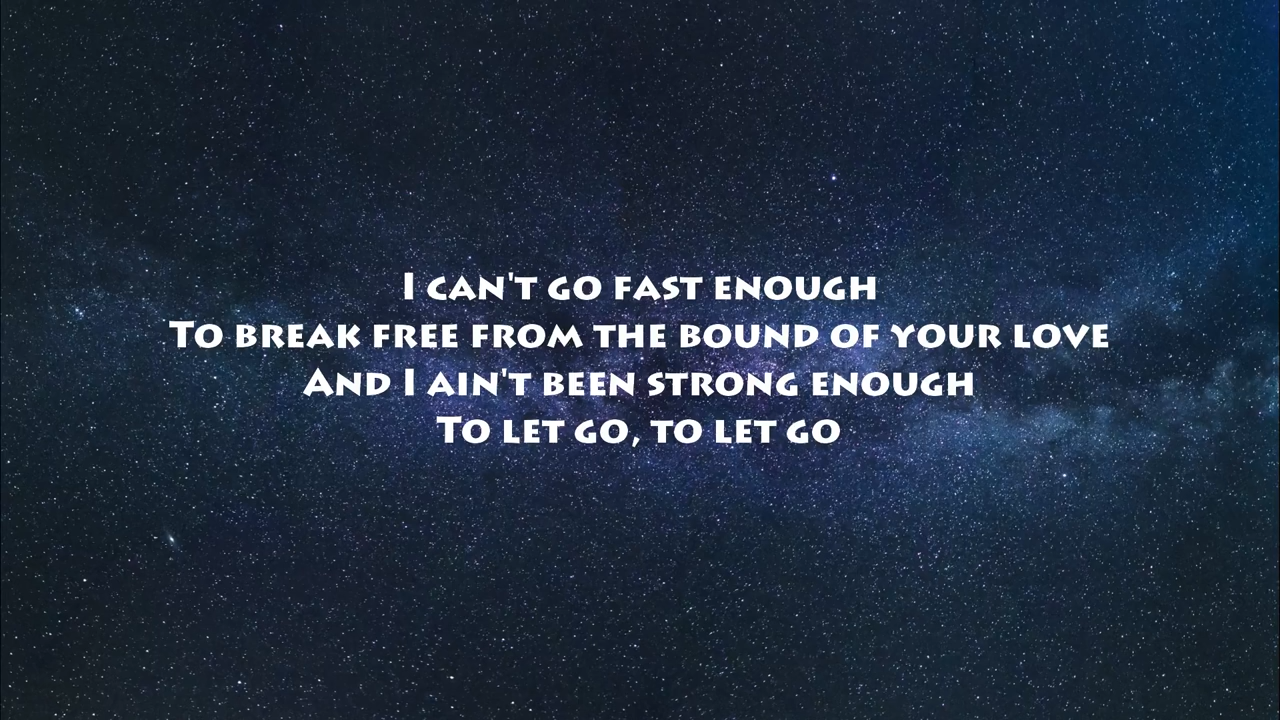 I can't go fast enough
To break free from the bound of your love
And I ain't been strong enough
To let go, to let go